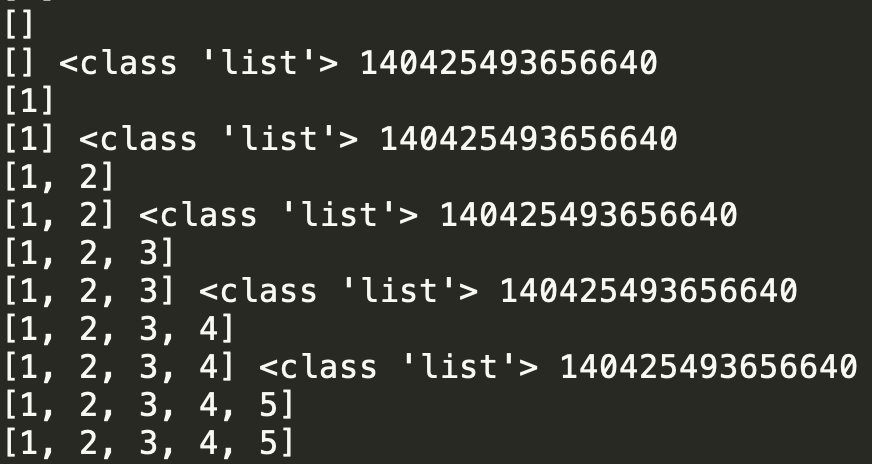 []
[] <class 'list'> 140425493656640
[1]
[1] <class 'list'> 140425493656640
[1, 2]
[1, 2] <class 'list'> 140425493656640
[1, 2, 3]
[1, 2, 3] <class 'list'> 140425493656640
[1, 2, 3, 4]
[1, 2, 3, 4] <class 'list'> 140425493656640
[1, 2, 3, 4, 5]
[1, 2, 3, 4, 5]